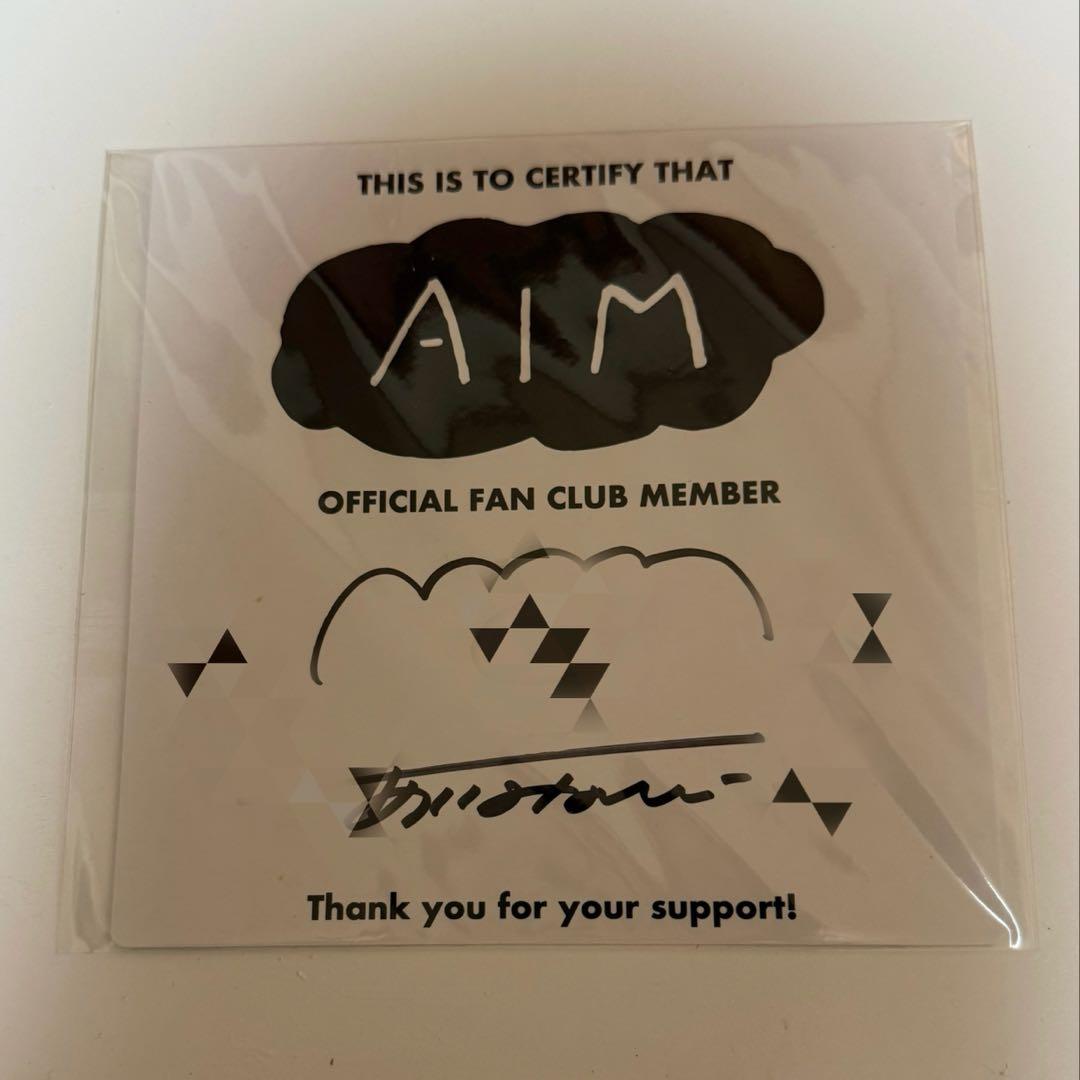 THIS IS TO CERTIFY THAT
AIM
OFFICIAL FAN CLUB MEMBER
Thank you for your support!